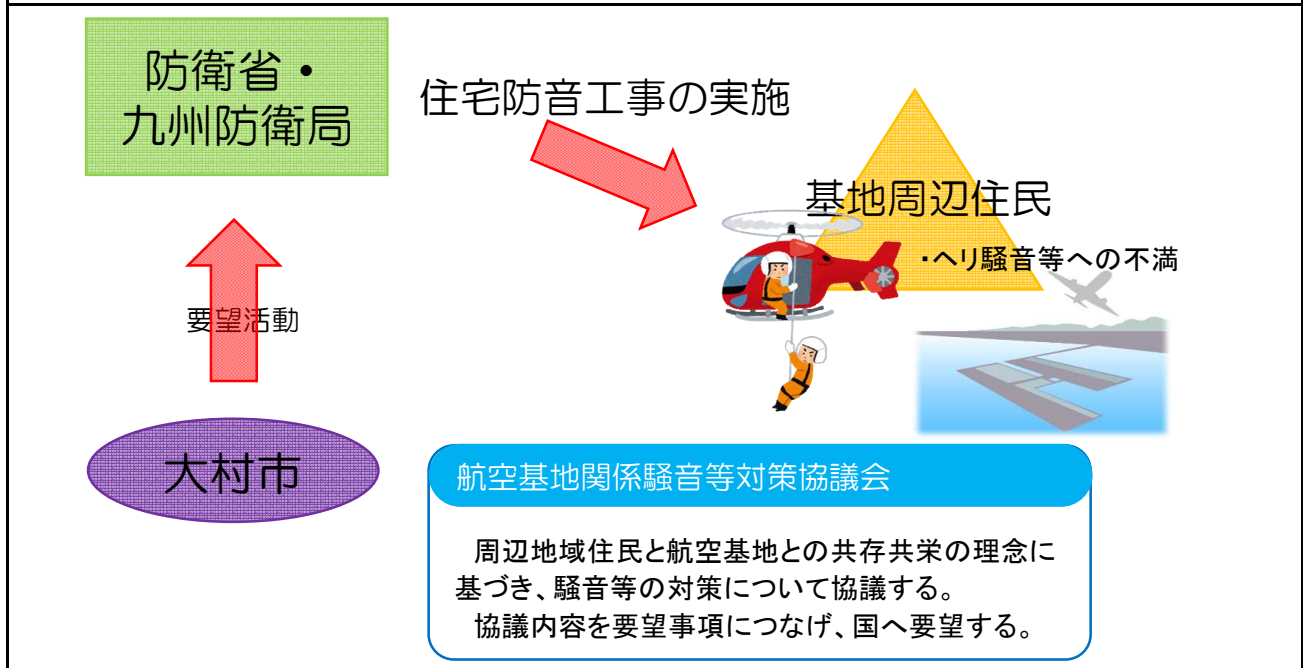 防衛省・
九州防衛局
住宅防音工事の実施
基地周辺住民
・ヘリ騒音等への不満
要望活動
大村市
航空基地関係騒音等対策協議会
周辺地域住民と航空基地との共存共栄の理念に
基づき、騒音等の対策について協議する。
協議内容を要望事項につなげ、国へ要望する。